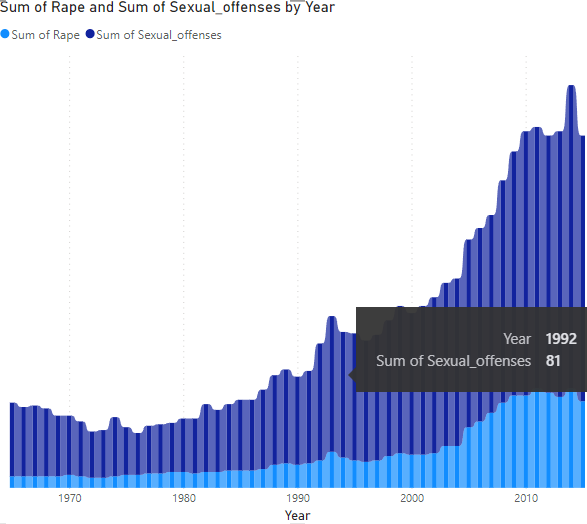 Sum of Rape and Sum of Sexual_offenses by Year
Sum of Rape Sum of Sexual_offenses
Year 1992
Sum of Sexual_offenses 81
1970 1980 1990 2000 2010
Year